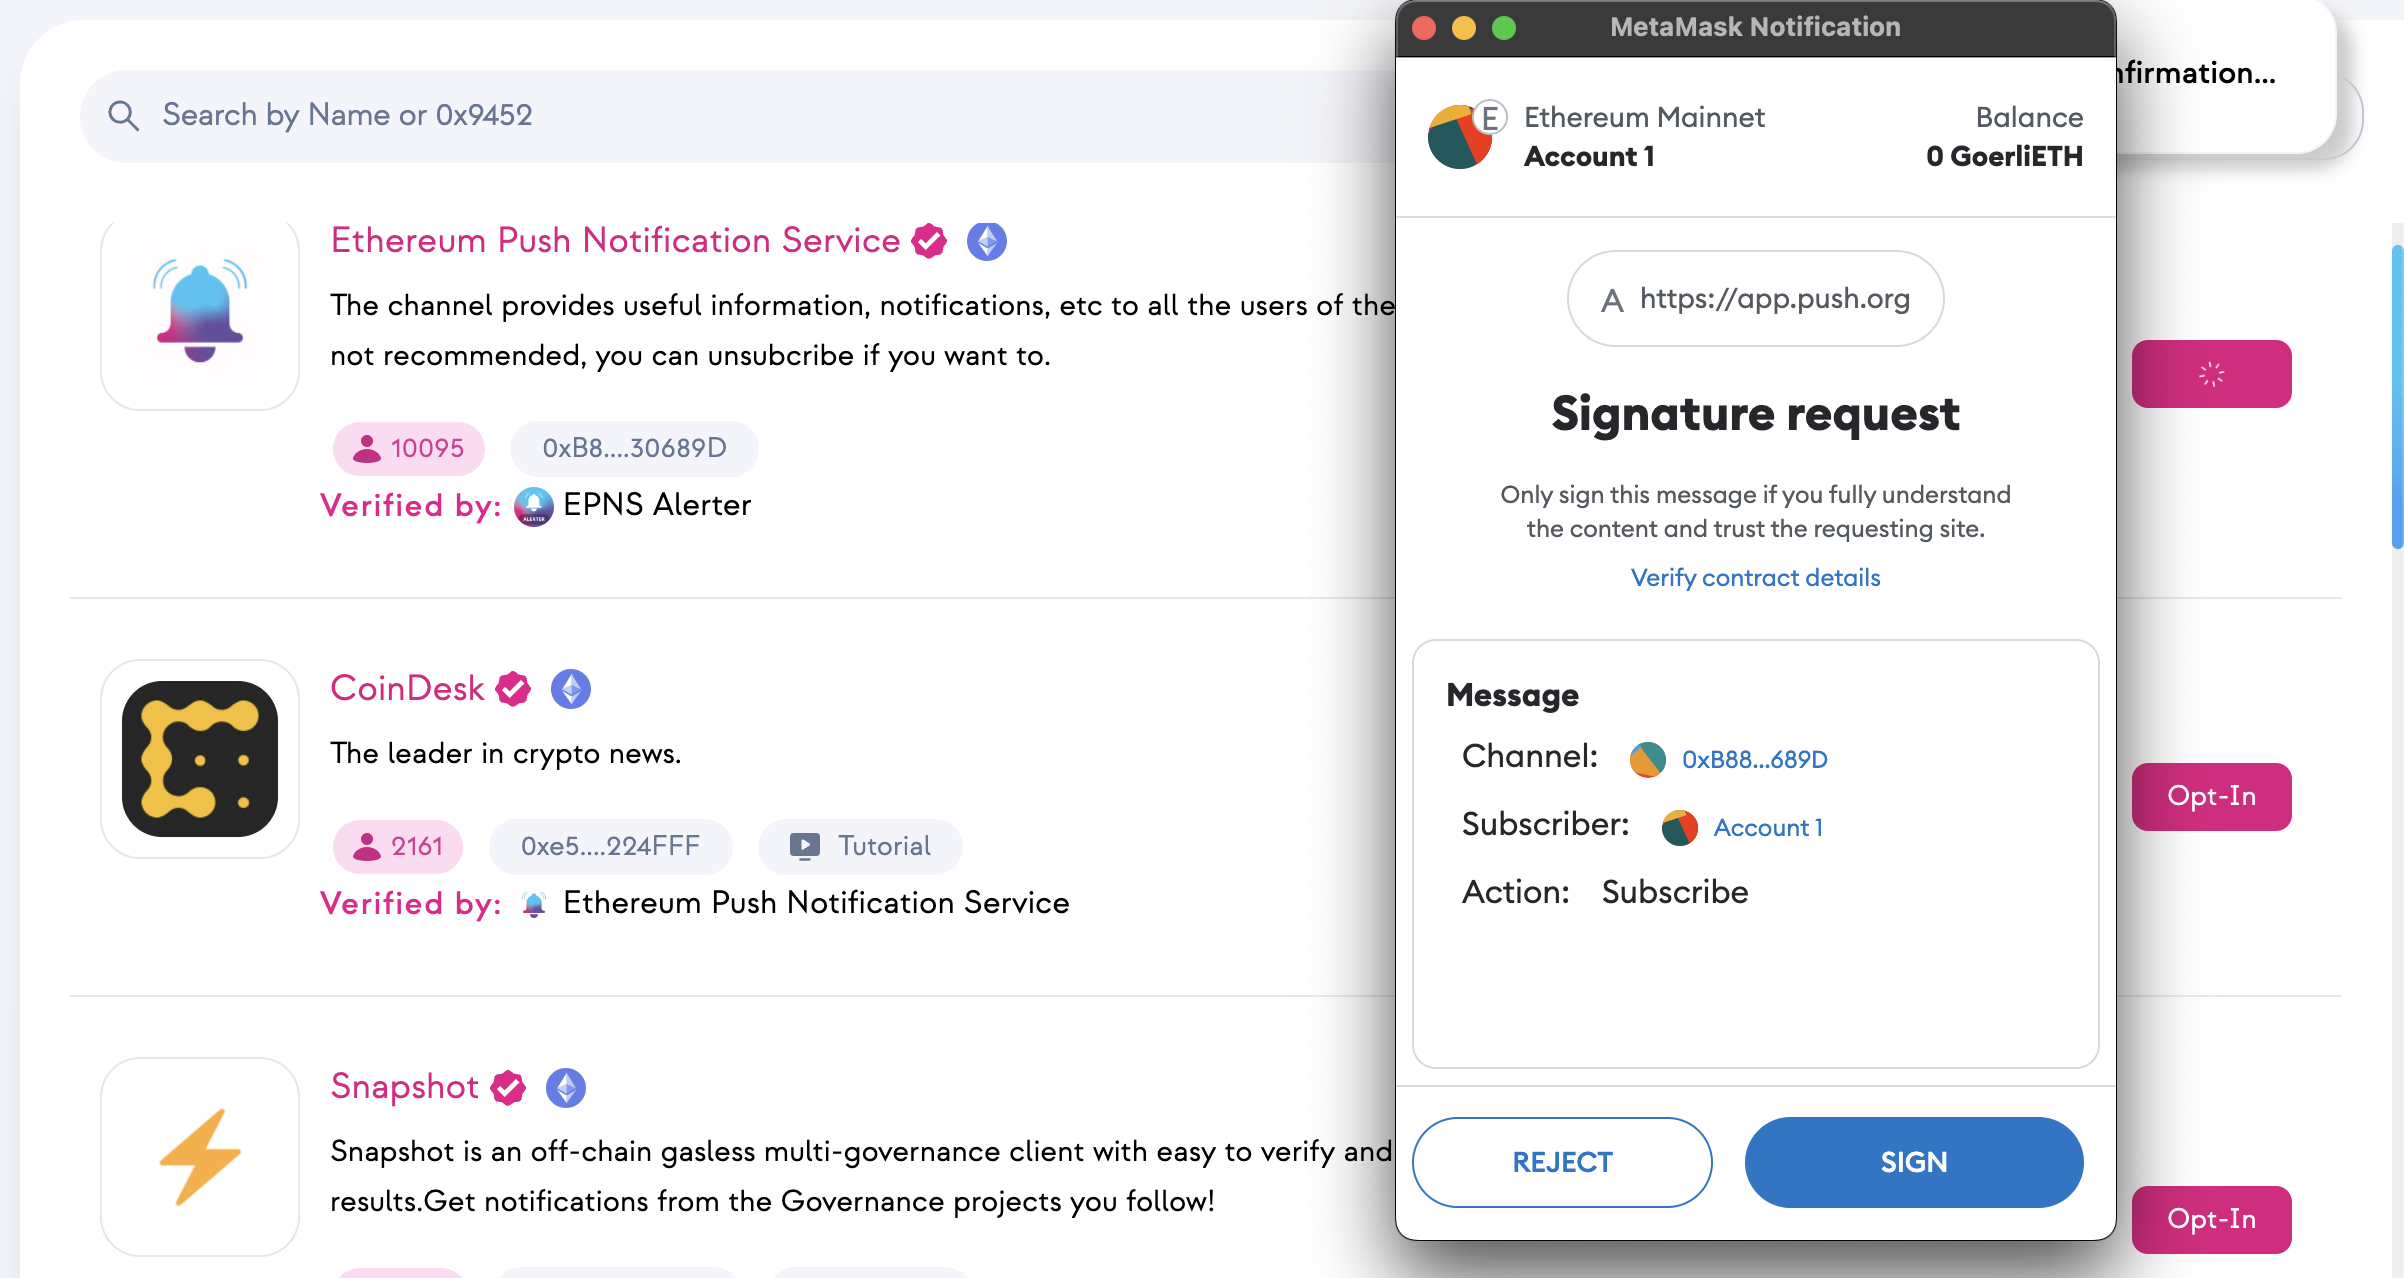 Search by Name or 0x9452
Ethereum Push Notification Service
The channel provides useful information, notifications, etc to all the users of the
not recommended, you can unsubcribe if you want to.
10095 0xB8....30689D
Verified by: ALERTER EPNS Alerter
CoinDesk
The leader in crypto news.
2161 0xe5....224FFF Tutorial
Verified by: Ethereum Push Notification Service
Opt-In
Snapshot
Snapshot is an off-chain gasless multi-governance client with easy to verify and
results.Get notifications from the Governance projects you follow!
Opt-In
nfirmation...
MetaMask Notification
E Ethereum Mainnet Balance
Account 1 0 GoerliETH
A https://app.push.org
Signature request
Only sign this message if you fully understand
the content and trust the requesting site.
Verify contract details
Message
Channel: 0xB88...689D
Subscriber: Account 1
Action: Subscribe
REJECT SIGN